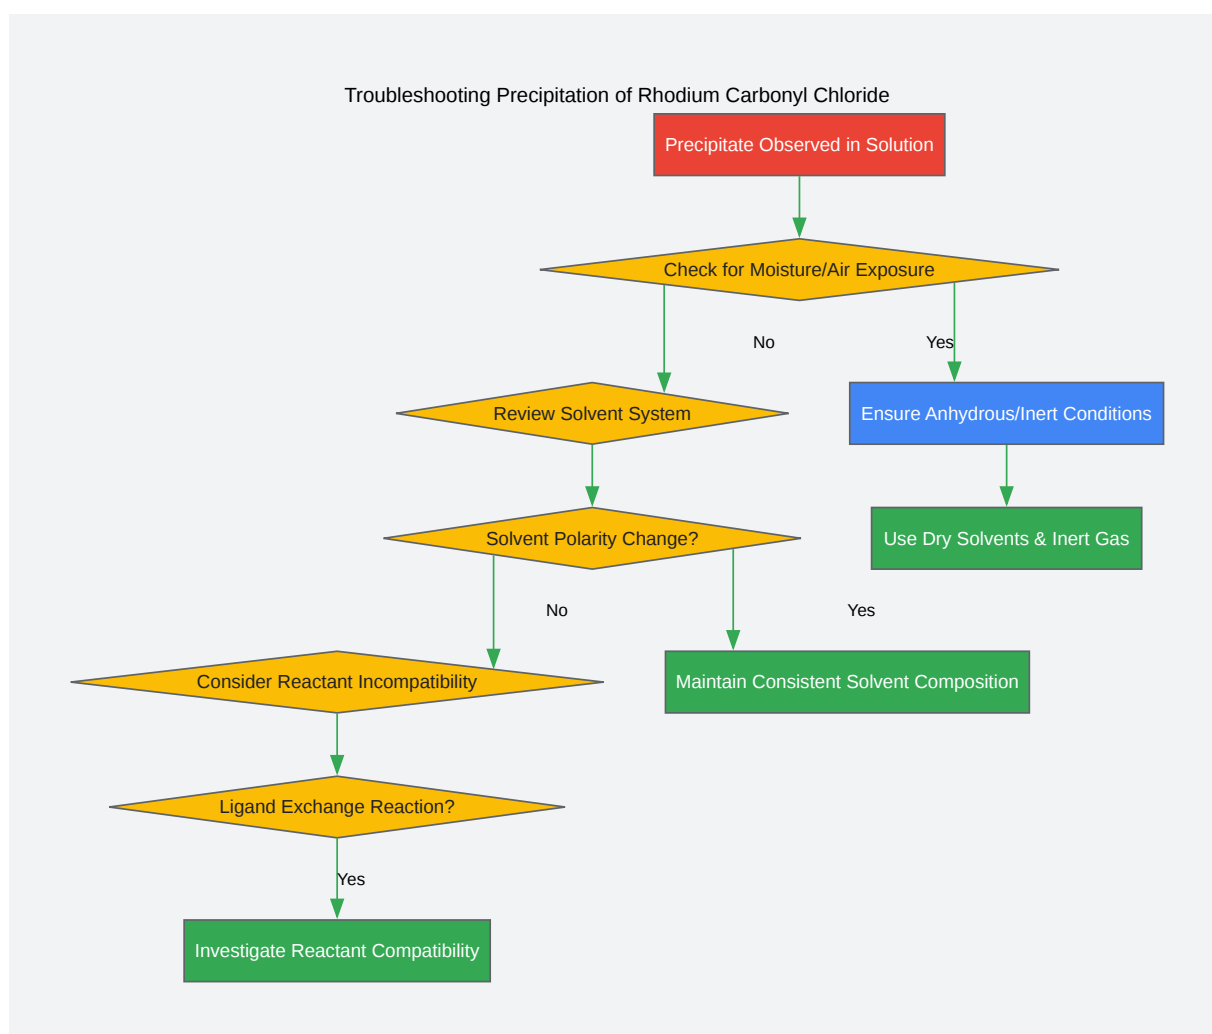 Troubleshooting Precipitation of Rhodium Carbonyl Chloride
Precipitate Observed in Solution
Check for Moisture/Air Exposure
No
Yes
Review Solvent System
Ensure Anhydrous/Inert Conditions
Solvent Polarity Change?
Use Dry Solvents & Inert Gas
No
Yes
Consider Reactant Incompatibility
Maintain Consistent Solvent Composition
Ligand Exchange Reaction?
Yes
Investigate Reactant Compatibility